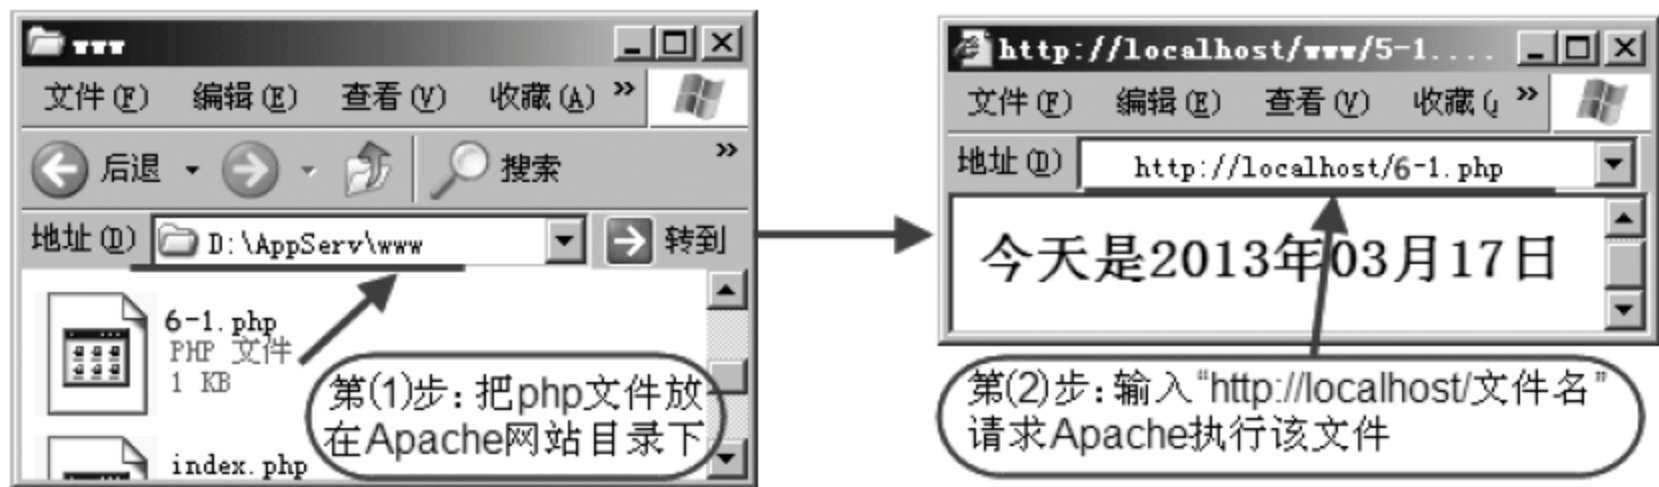 www
文件(F) 编辑(E) 查看(V) 收藏(A) »
后退 搜索 »
地址(D) D:\AppServ\www 转到
6-1.php
PHP 文件
1 KB
index.php
第(1)步:把php文件放
在Apache网站目录下
http://localhost/www/5-1....
文件(F) 编辑(E) 查看(V) 收藏( »
地址(D) http://localhost/6-1.php
今天是2013年03月17日
第(2)步:输入“http://localhost/文件名”
请求Apache执行该文件